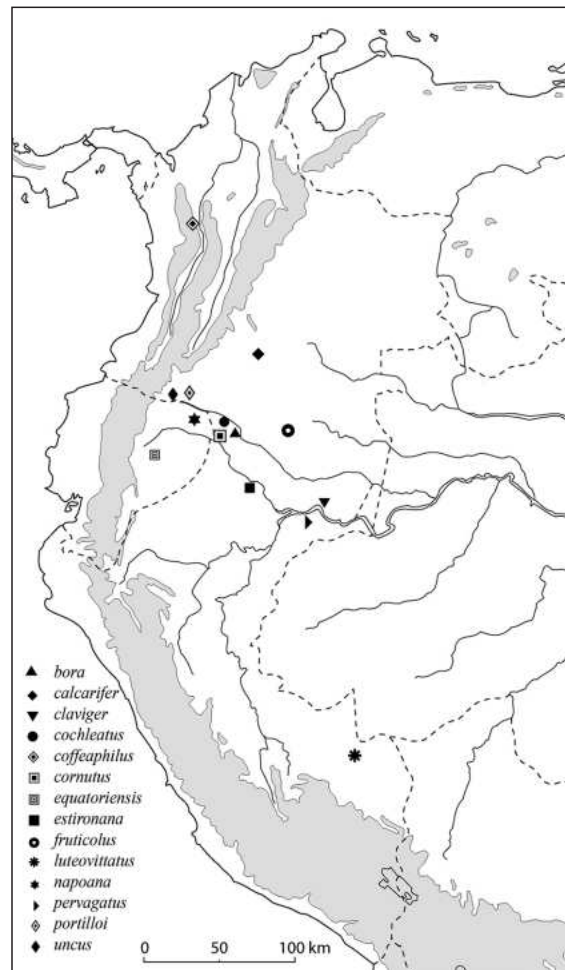 bora
calcarifer
claviger
cochleatus
coffeaphilus
cornutus
equatoriensis
estironana
fruticolus
luteovittatus
napoana
pervagatus
portilloi
uncus
0 50 100 km